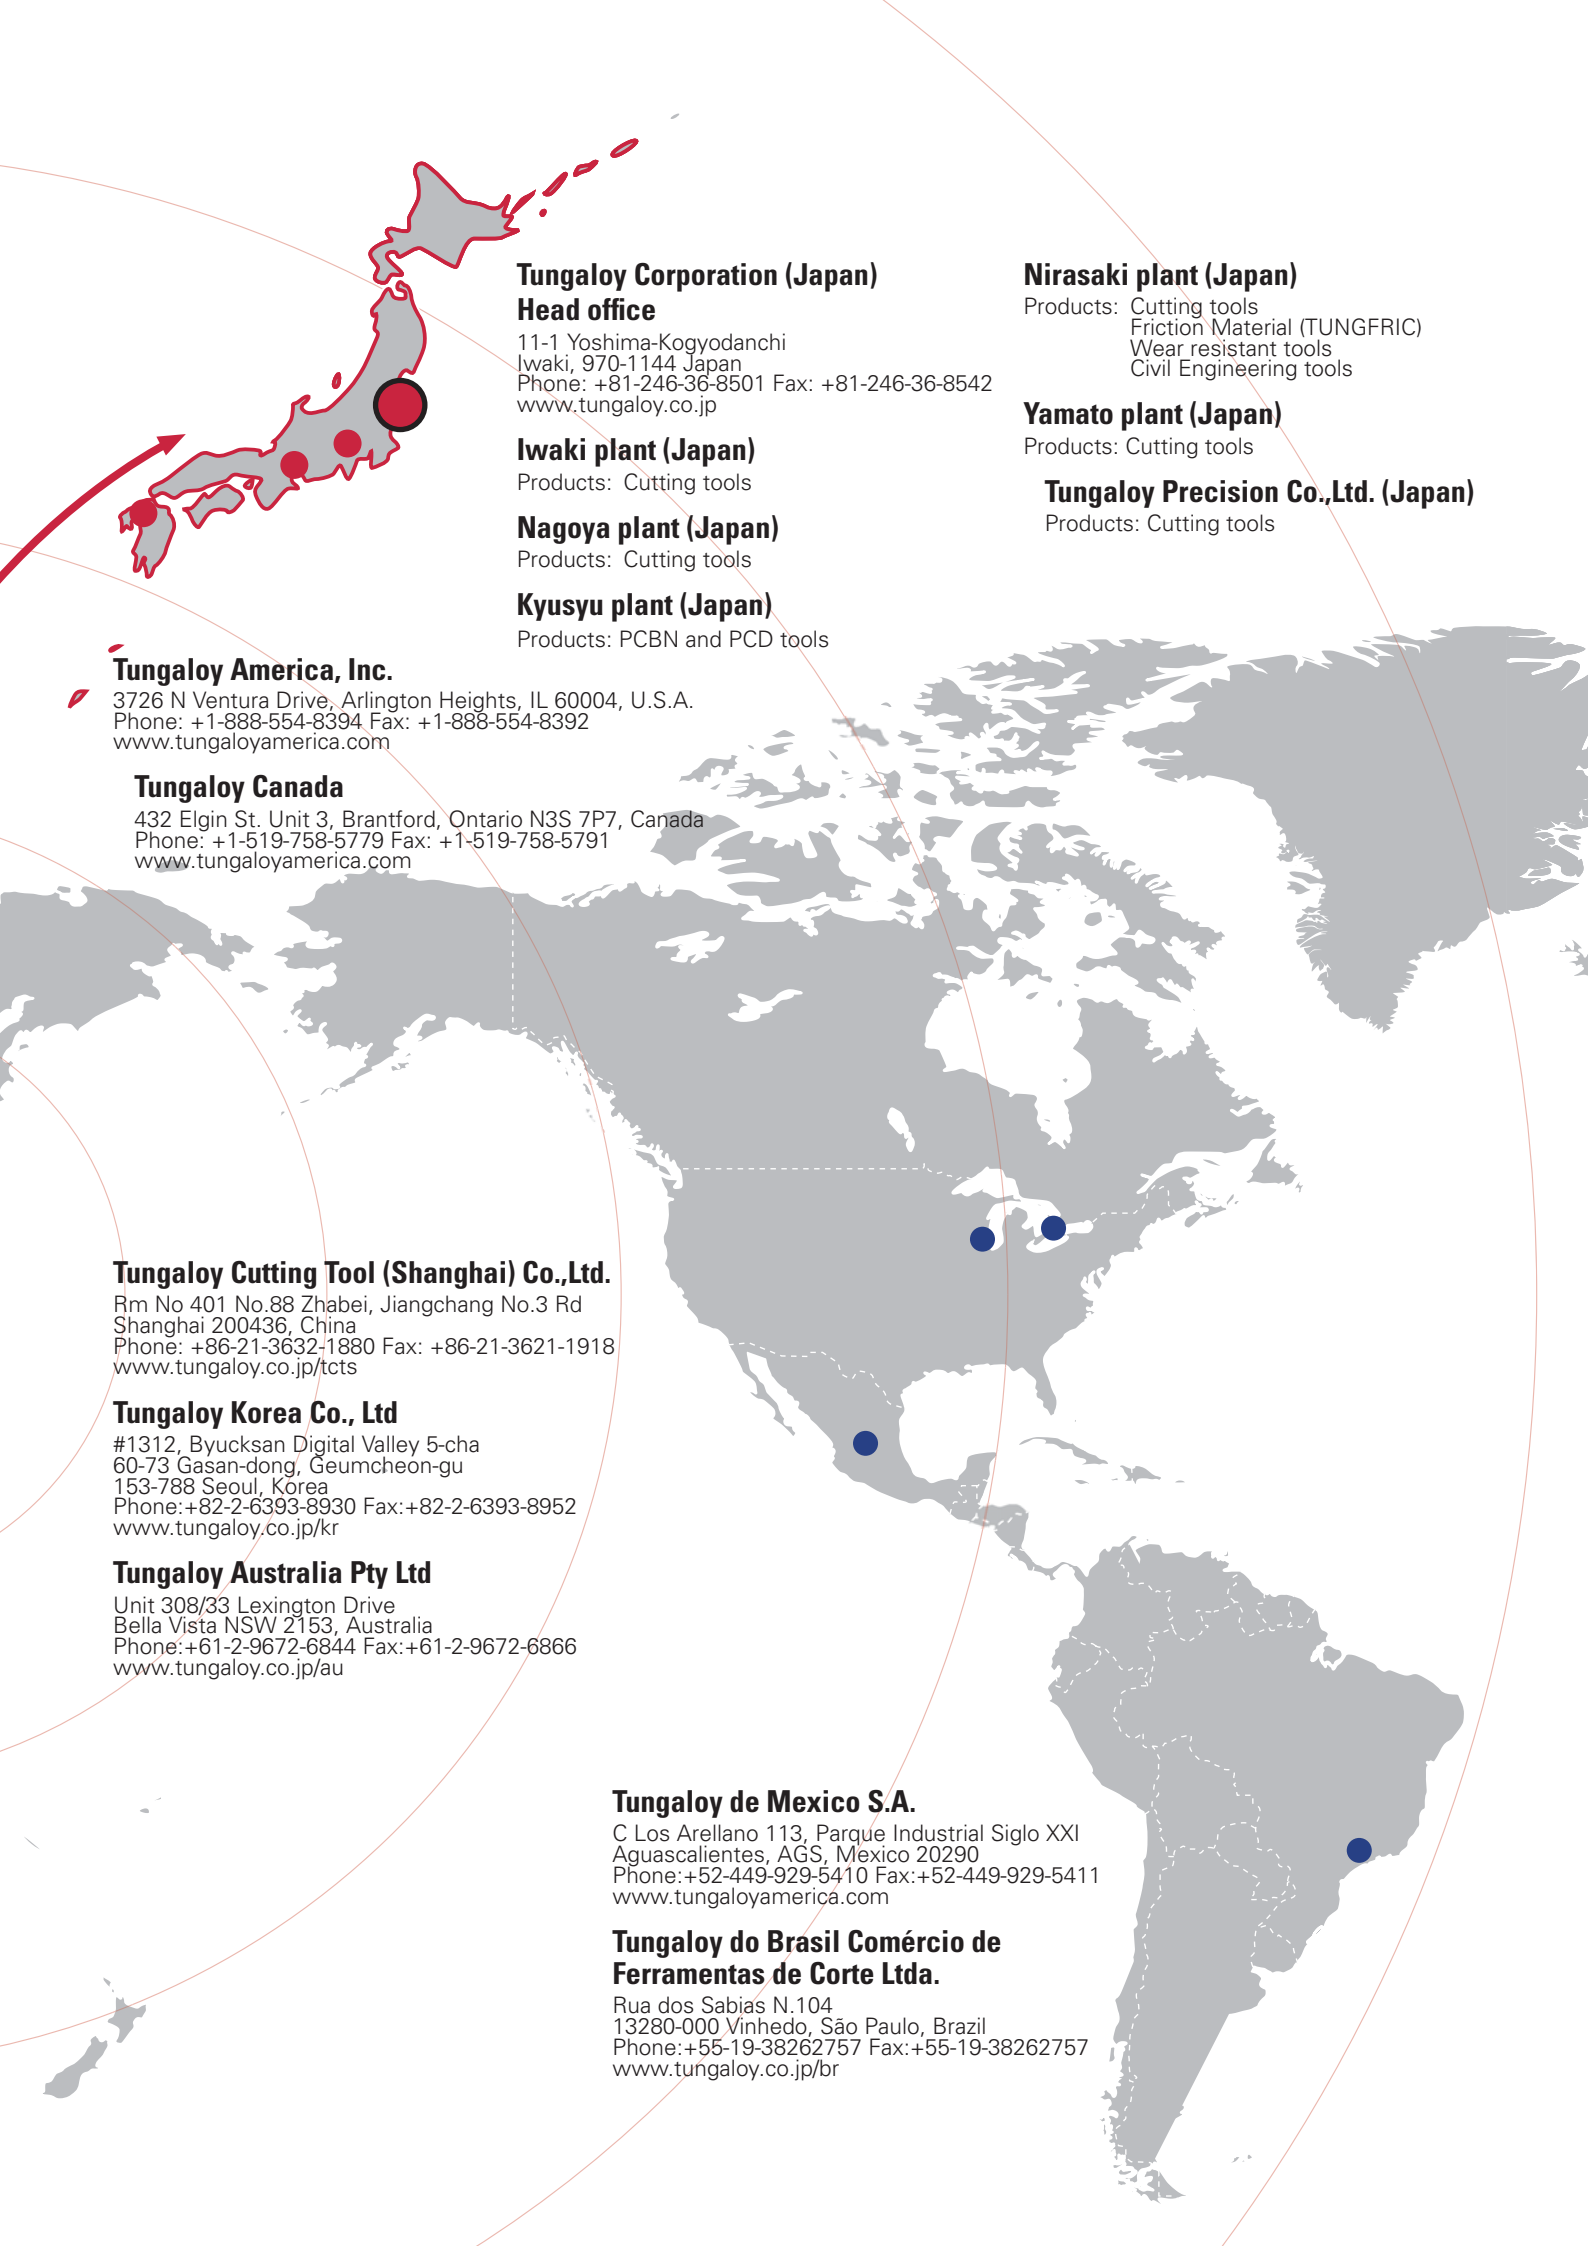 Tungaloy Corporation (Japan)
Head office
11-1 Yoshima-Kogyodanchi
Iwaki, 970-1144 Japan
Phone: +81-246-36-8501 Fax: +81-246-36-8542
www.tungaloy.co.jp
Iwaki plant (Japan)
Products: Cutting tools
Nagoya plant (Japan)
Products: Cutting tools
Kyusyu plant (Japan)
Products: PCBN and PCD tools
Nirasaki plant (Japan)
Products: Cutting tools
Friction Material (TUNGFRIC)
Wear resistant tools
Civil Engineering tools
Yamato plant (Japan)
Products: Cutting tools
Tungaloy Precision Co.,Ltd. (Japan)
Products: Cutting tools
Tungaloy America, Inc.
3726 N Ventura Drive, Arlington Heights, IL 60004, U.S.A.
Phone: +1-888-554-8394 Fax: +1-888-554-8392
www.tungaloyamerica.com
Tungaloy Canada
432 Elgin St. Unit 3, Brantford, Ontario N3S 7P7, Canada
Phone: +1-519-758-5779 Fax: +1-519-758-5791
www.tungaloyamerica.com
Tungaloy Cutting Tool (Shanghai) Co.,Ltd.
Rm No 401 No.88 Zhabei, Jiangchang No.3 Rd
Shanghai 200436, China
Phone: +86-21-3632-1880 Fax: +86-21-3621-1918
www.tungaloy.co.jp/tcts
Tungaloy Korea Co., Ltd
#1312, Byucksan Digital Valley 5-cha
60-73 Gasan-dong, Geumcheon-gu
153-788 Seoul, Korea
Phone:+82-2-6393-8930 Fax:+82-2-6393-8952
www.tungaloy.co.jp/kr
Tungaloy Australia Pty Ltd
Unit 308/33 Lexington Drive
Bella Vista NSW 2153, Australia
Phone:+61-2-9672-6844 Fax:+61-2-9672-6866
www.tungaloy.co.jp/au
Tungaloy de Mexico S.A.
C Los Arellano 113, Parque Industrial Siglo XXI
Aguascalientes, AGS, Mexico 20290
Phone:+52-449-929-5410 Fax:+52-449-929-5411
www.tungaloyamerica.com
Tungaloy do Brasil Comércio de
Ferramentas de Corte Ltda.
Rua dos Sabias N.104
13280-000 Vinhedo, São Paulo, Brazil
Phone:+55-19-38262757 Fax:+55-19-38262757
www.tungaloy.co.jp/br